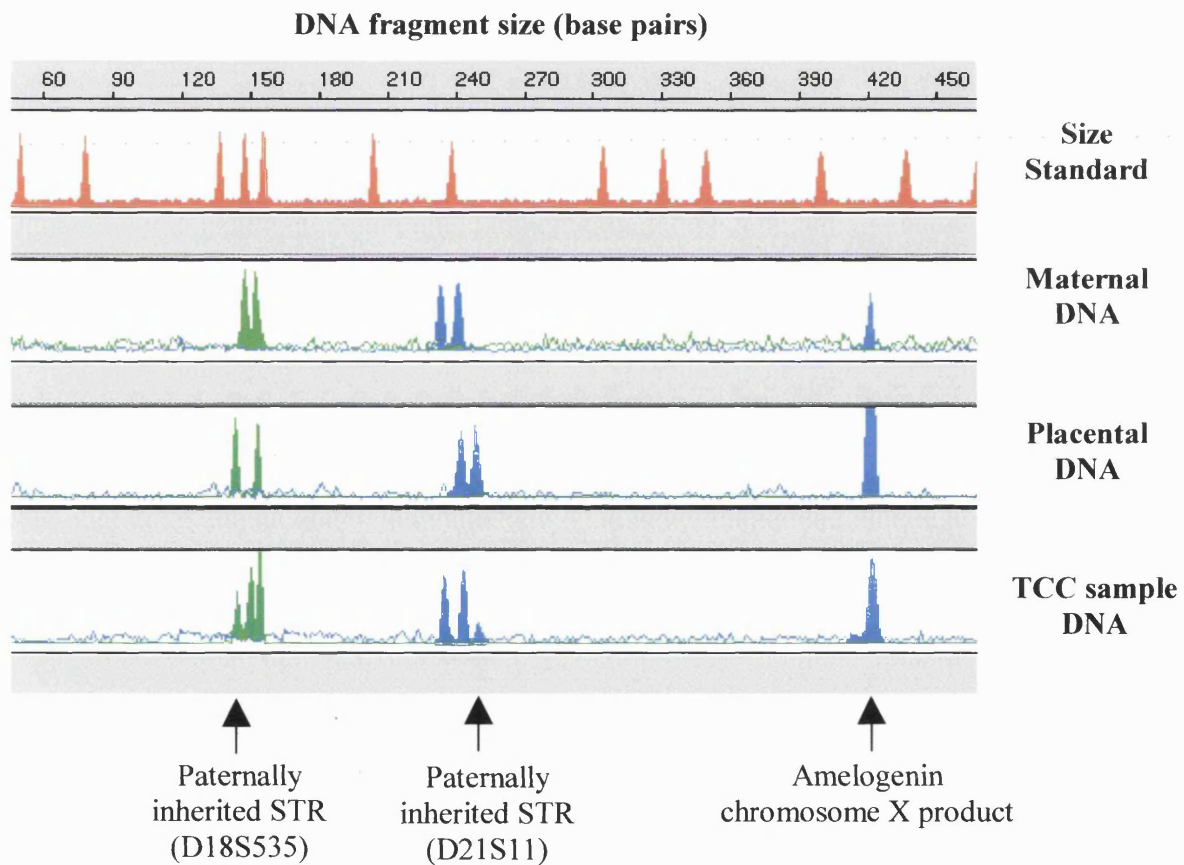 DNA fragment size (base pairs)
60 90 120 150 180 210 240 270 300 330 360 390 420 450
Size
Standard
Maternal
DNA
Placental
DNA
TCC sample
DNA
Paternally
inherited STR
(D18S535)
Paternally
inherited STR
(D21S11)
Amelogenin
chromosome X product